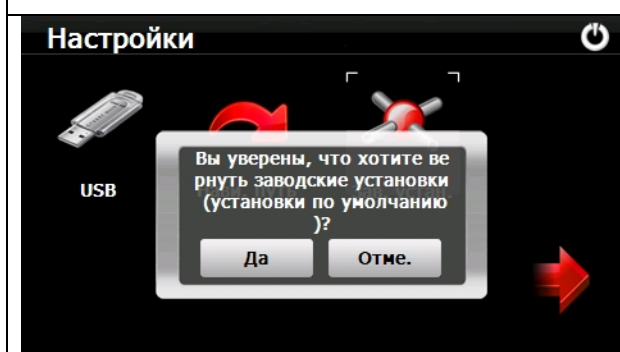 Настройки
USB
Вы уверены, что хотите ве
рнуть заводские установки
(установки по умолчанию
)?
Да
Отме.